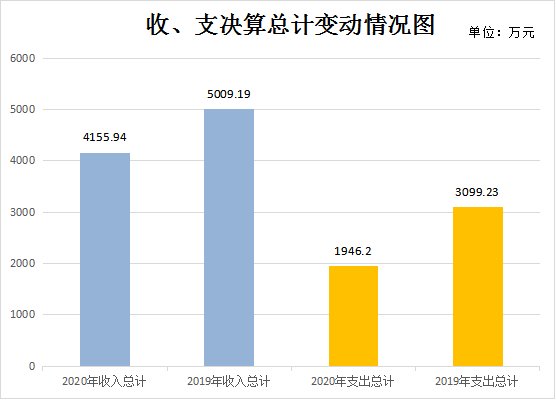 收、支决算总计变动情况图
单位：万元
6000
5000
4000
3000
2000
1000
0
4155.94
5009.19
1946.2
3099.23
2020年收入总计
2019年收入总计
2020年支出总计
2019年支出总计